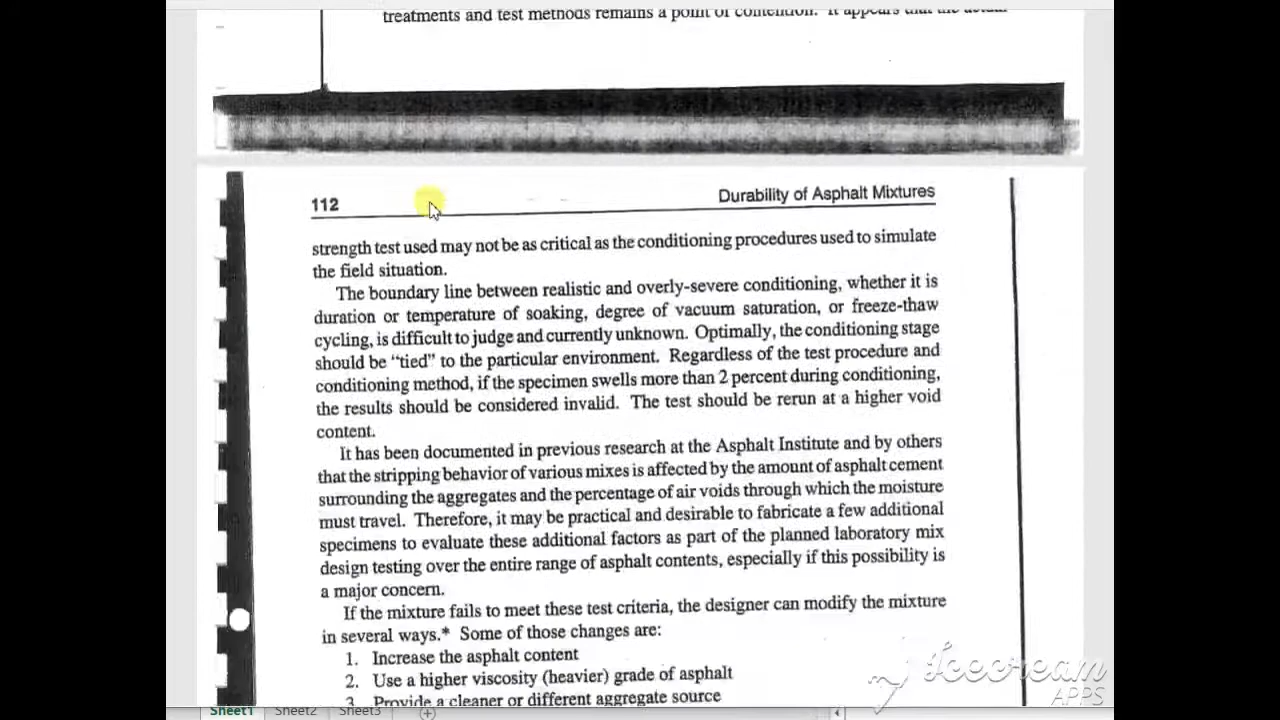 treatments and test methods remains a point of contention. It appears that the actual
112
Durability of Asphalt Mixtures
strength test used may not be as critical as the conditioning procedures used to simulate
the field situation.
The boundary line between realistic and overly-severe conditioning, whether it is
duration or temperature of soaking, degree of vacuum saturation, or freeze-thaw
cycling, is difficult to judge and currently unknown. Optimally, the conditioning stage
should be "tied" to the particular environment. Regardless of the test procedure and
conditioning method, if the specimen swells more than 2 percent during conditioning,
the results should be considered invalid. The test should be rerun at a higher void
content.
It has been documented in previous research at the Asphalt Institute and by others
that the stripping behavior of various mixes is affected by the amount of asphalt cement
surrounding the aggregates and the percentage of air voids through which the moisture
must travel. Therefore, it may be practical and desirable to fabricate a few additional
specimens to evaluate these additional factors as part of the planned laboratory mix
design testing over the entire range of asphalt contents, especially if this possibility is
a major concern.
If the mixture fails to meet these test criteria, the designer can modify the mixture
in several ways.* Some of those changes are:
1. Increase the asphalt content
2. Use a higher viscosity (heavier) grade of asphalt
3. Provide a cleaner or different aggregate source
Icecream
APPS
Sheet1 Sheet2 Sheet3